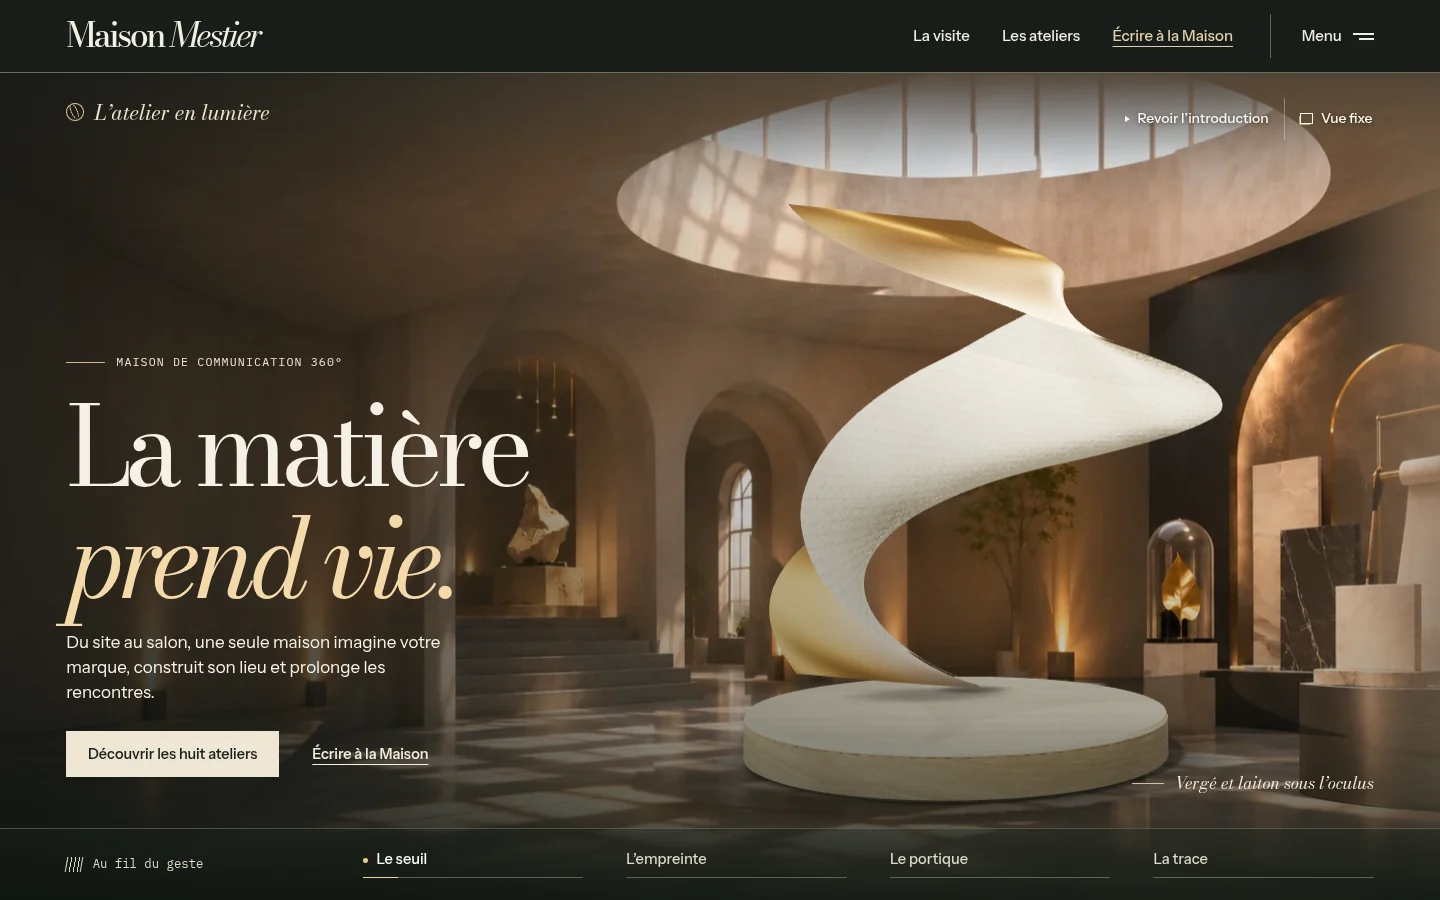 Maison Mestier
La visite
Les ateliers
Écrire à la Maison
Menu
L’atelier en lumière
Revoir l’introduction
Vue fixe
MAISON DE COMMUNICATION 360°
La matière
prend vie.
Du site au salon, une seule maison imagine votre
marque, construit son lieu et prolonge les
rencontres.
Découvrir les huit ateliers
Écrire à la Maison
Vergé et laiton sous l’oculus
Au fil du geste
Le seuil
L’empreinte
Le portique
La trace